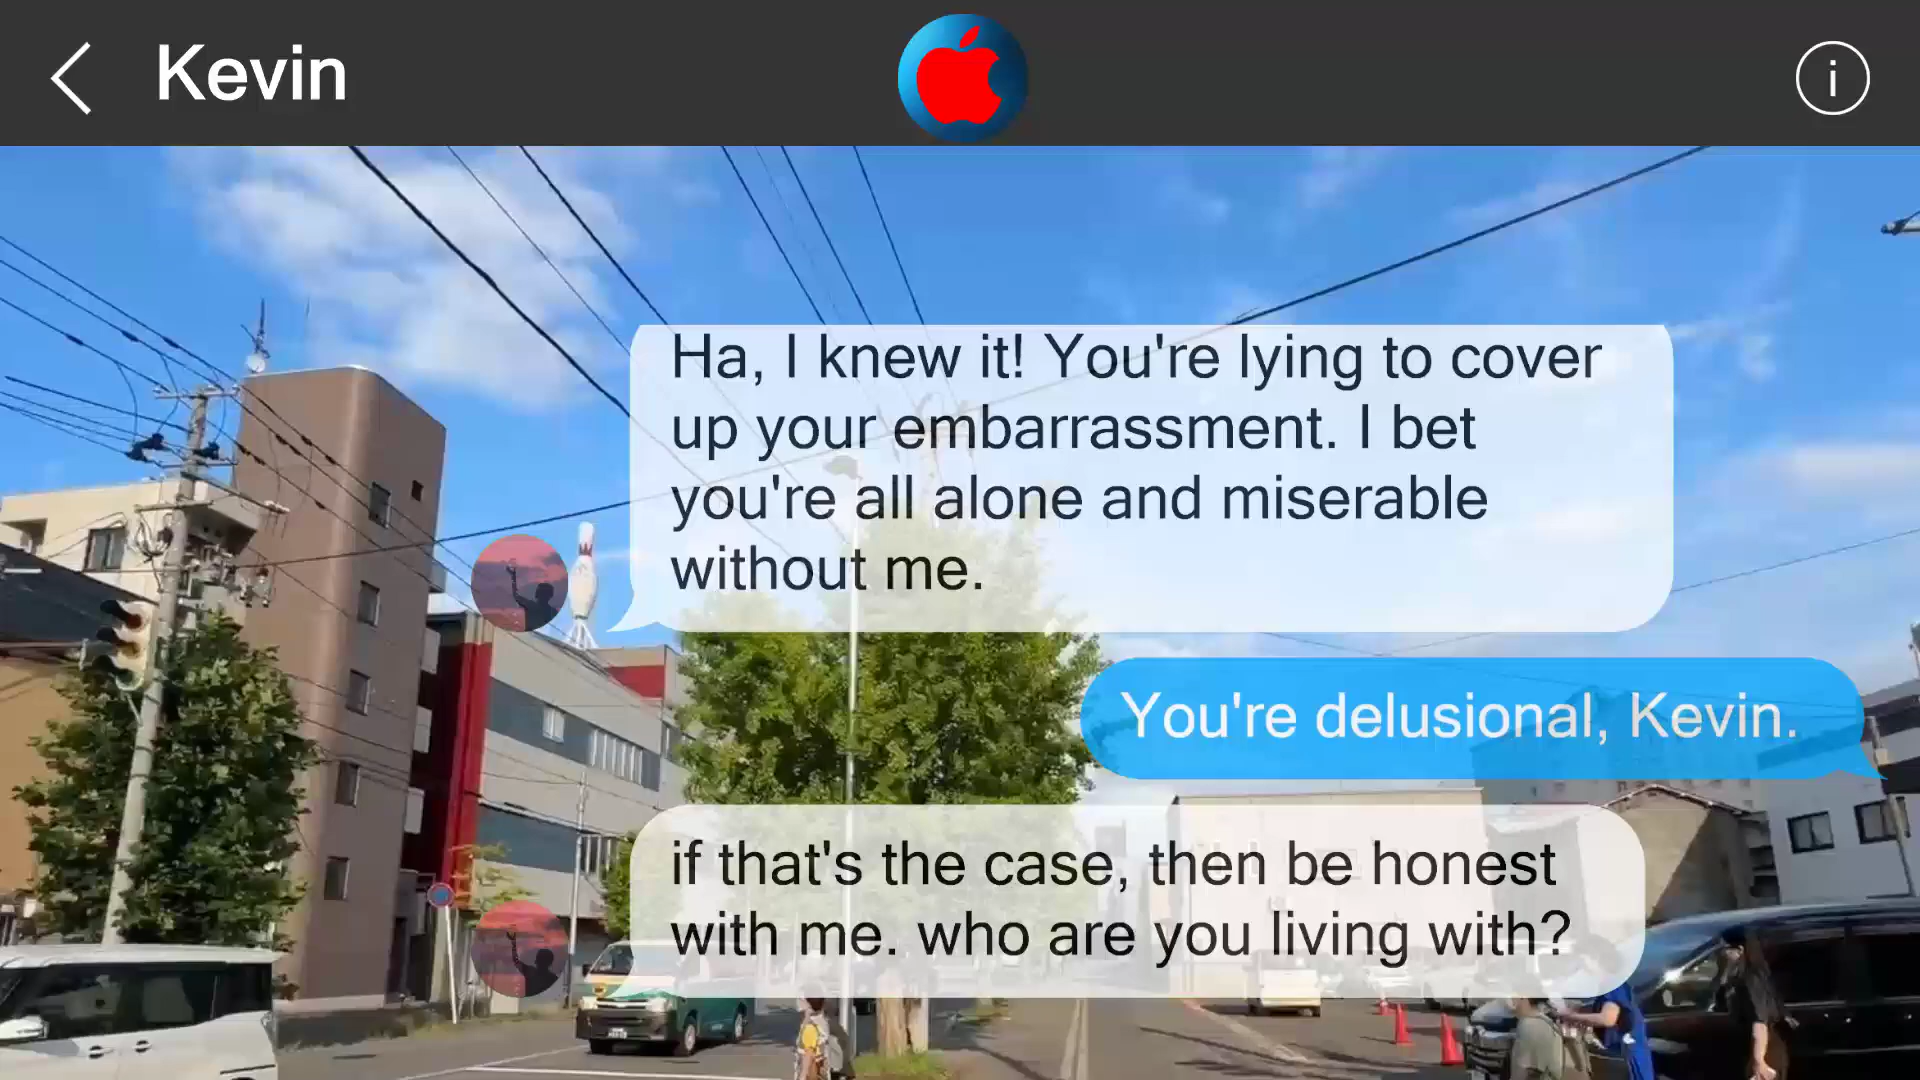 Kevin
i
Ha, I knew it! You're lying to cover
up your embarrassment. I bet
you're all alone and miserable
without me.
You're delusional, Kevin.
if that's the case, then be honest
with me. who are you living with?